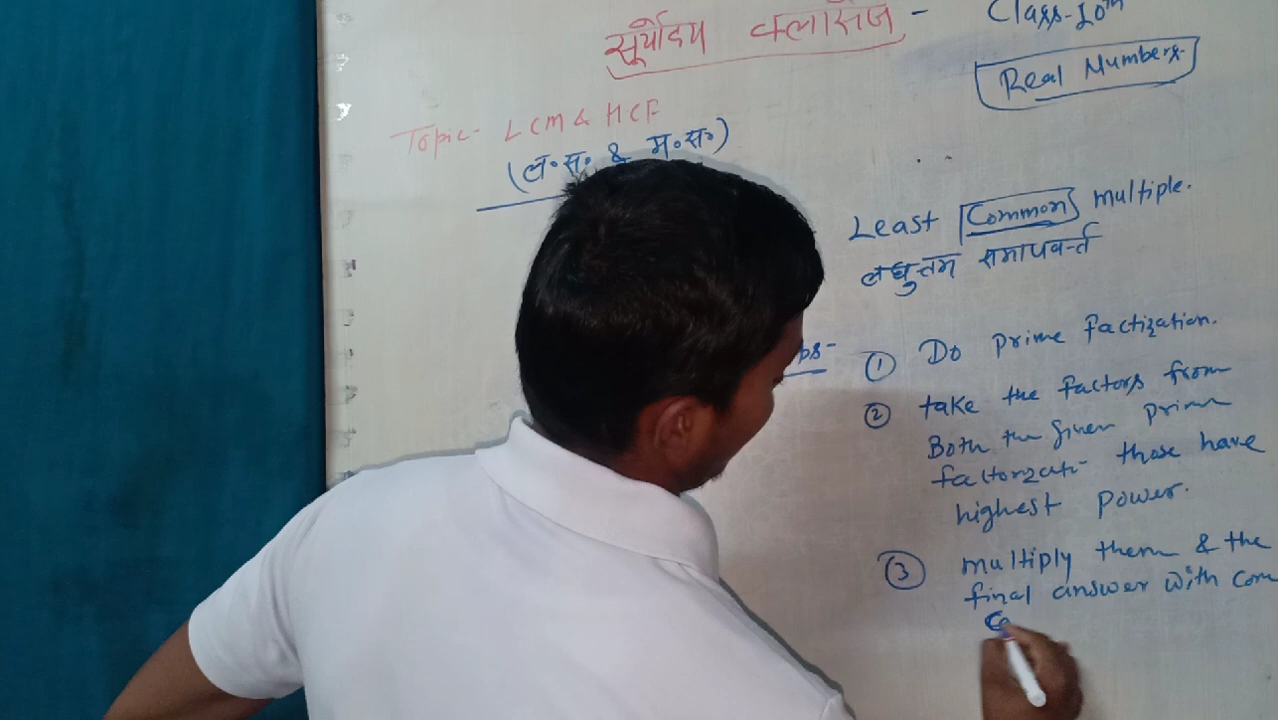 सूर्योदय क्लासेज -
Class-10th
Real Numbers-
Topic- LCM & HCF
(ल०स० & म०स०)
Least Common multiple.
लघुत्तम समापवर्त
① Do prime factization.
② take the factors from
Both the given prime
factorzati- those have
highest power.
③ multiply them & the
final answer with com